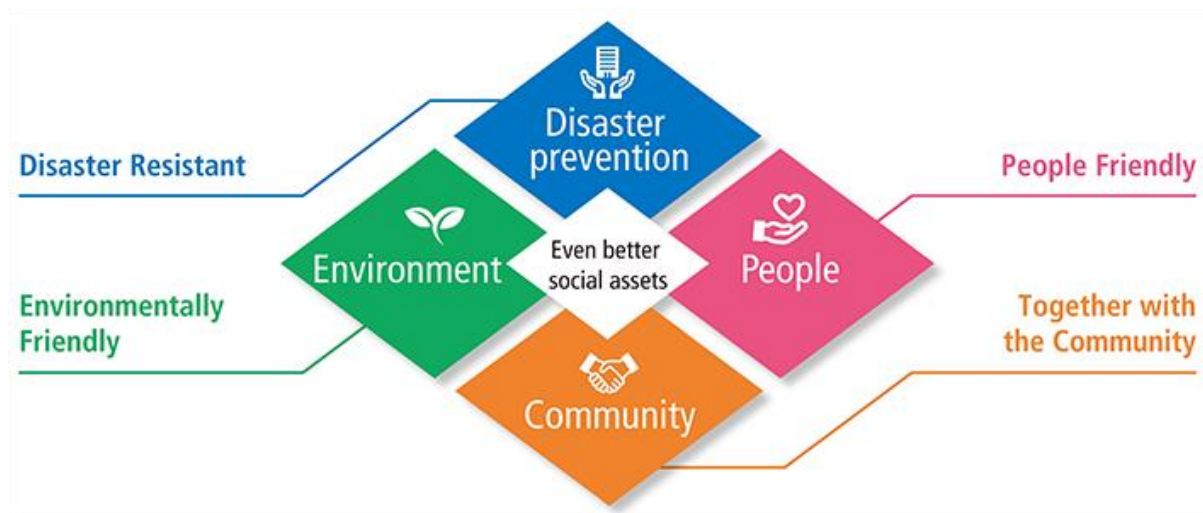 Disaster
prevention
Disaster Resistant
People Friendly
Environment
Even better
social assets
People
Environmentally
Friendly
Together with
the Community
Community